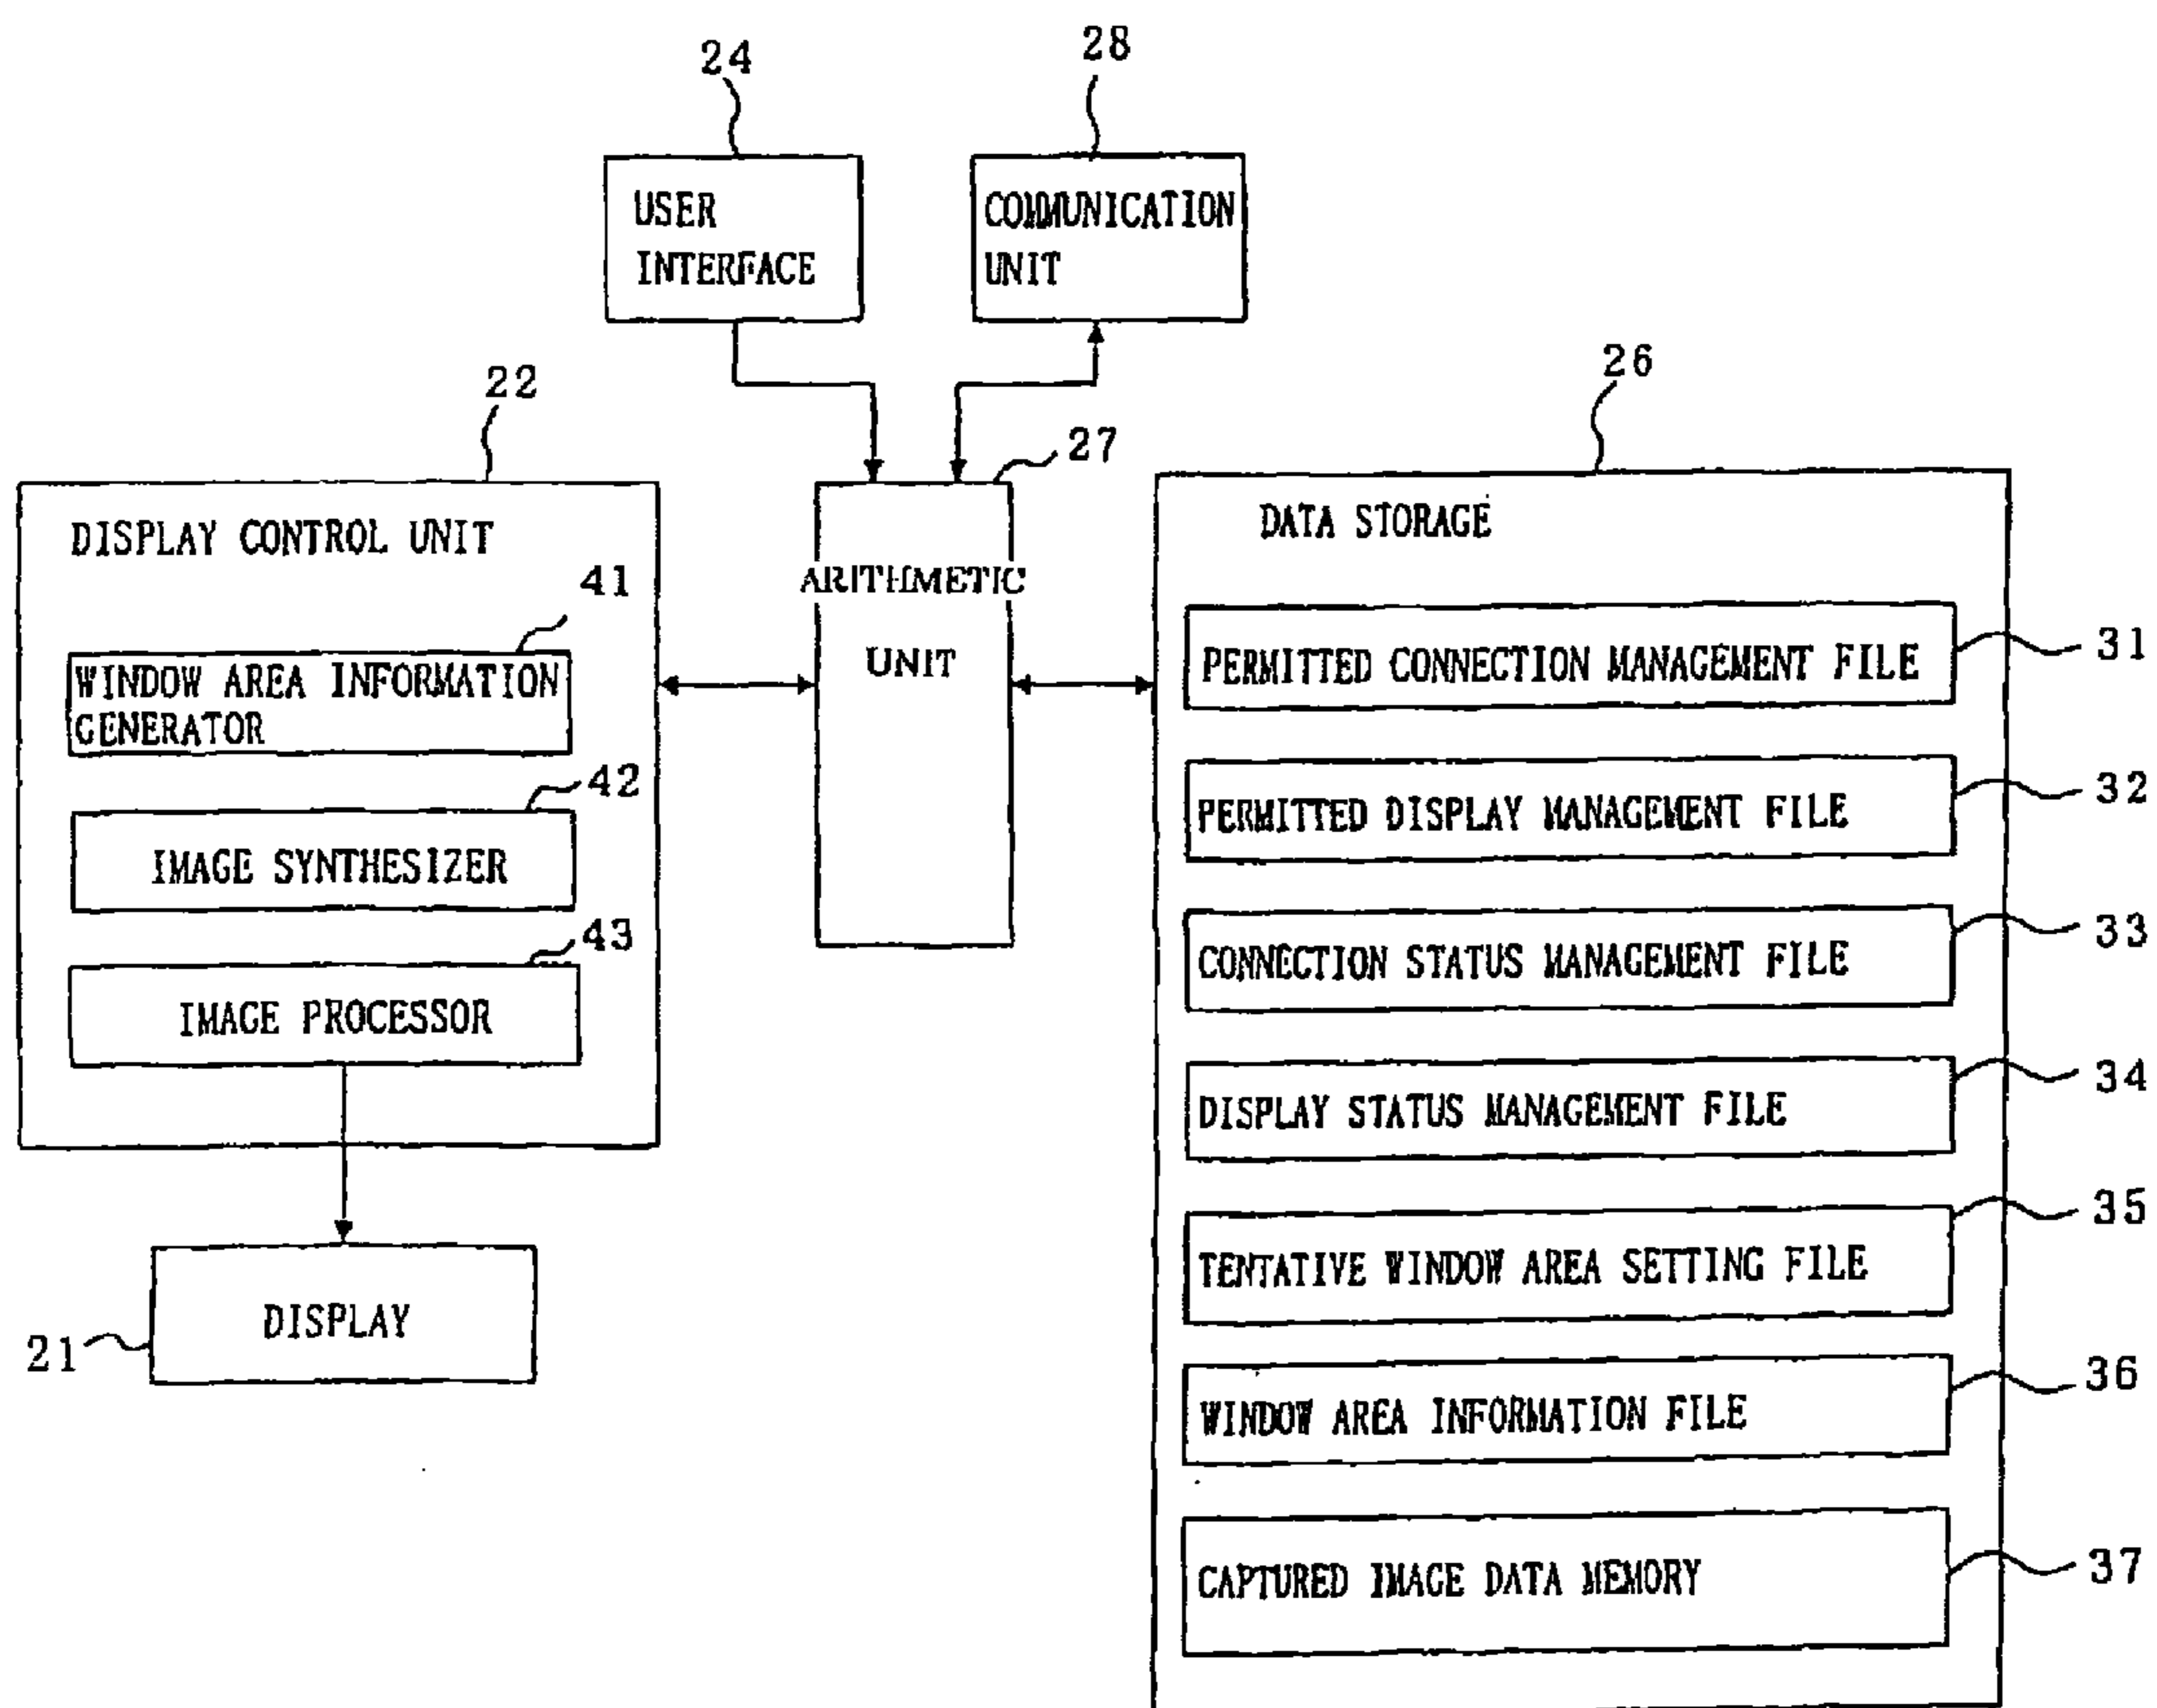 24
28
USER
INTERFACE
COMMUNICATION
UNIT
22
27
26
DISPLAY CONTROL UNIT
41
WINDOW AREA INFORMATION
GENERATOR
42
IMAGE SYNTHESIZER
43
IMAGE PROCESSOR
21
DISPLAY
ARITHMETIC
UNIT
DATA STORAGE
PERMITTED CONNECTION MANAGEMENT FILE
31
PERMITTED DISPLAY MANAGEMENT FILE
32
CONNECTION STATUS MANAGEMENT FILE
33
DISPLAY STATUS MANAGEMENT FILE
34
TENTATIVE WINDOW AREA SETTING FILE
35
WINDOW AREA INFORMATION FILE
36
CAPTURED IMAGE DATA MEMORY
37